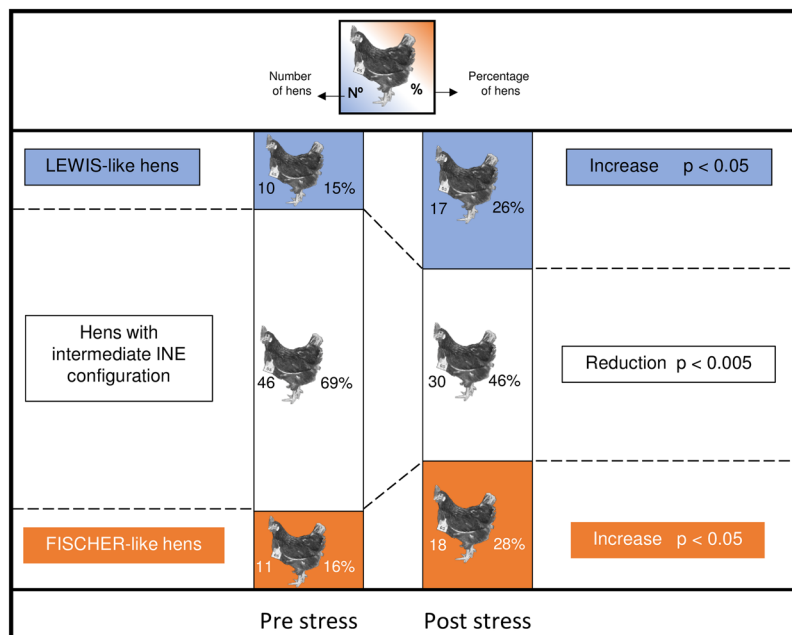 Number
of hens
Nº
%
Percentage
of hens
LEWIS-like hens
10
15%
17
26%
Increase p < 0.05
Hens with
intermediate INE
configuration
46
69%
30
46%
Reduction p < 0.005
FISCHER-like hens
11
16%
18
28%
Increase p < 0.05
Pre stress
Post stress